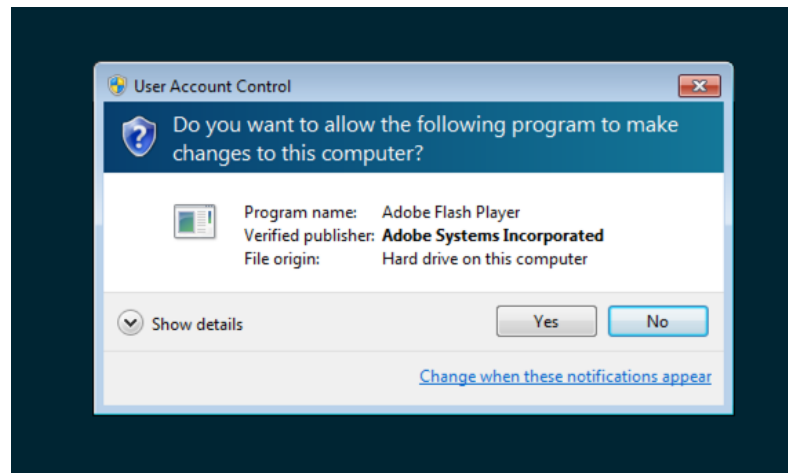 User Account Control
Do you want to allow the following program to make
changes to this computer?
Program name: Adobe Flash Player
Verified publisher: Adobe Systems Incorporated
File origin: Hard drive on this computer
Show details
Yes
No
Change when these notifications appear